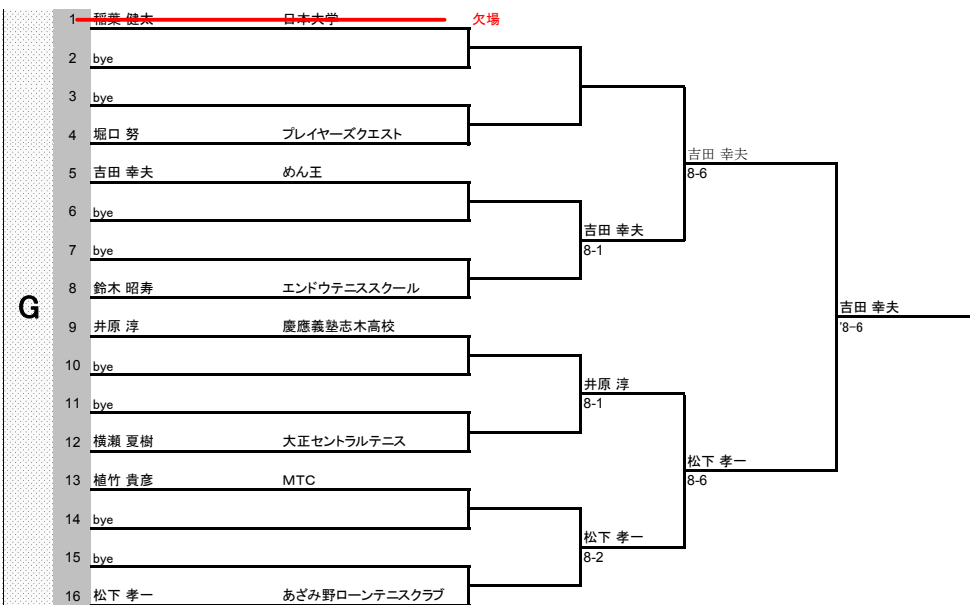 G
1 稲葉 健太 日本大学 欠場
2 bye
3 bye
4 堀口 努 プレイヤーズクエスト
吉田 幸夫
8-6
5 吉田 幸夫 めん王
6 bye
吉田 幸夫
8-1
7 bye
8 鈴木 昭寿 エンドウテニススクール
吉田 幸夫
'8-6
9 井原 淳 慶應義塾志木高校
10 bye
井原 淳
8-1
11 bye
12 横瀬 夏樹 大正セントラルテニス
松下 孝一
8-6
13 植竹 貴彦 MTC
14 bye
松下 孝一
8-2
15 bye
16 松下 孝一 あざみ野ローンテニスクラブ